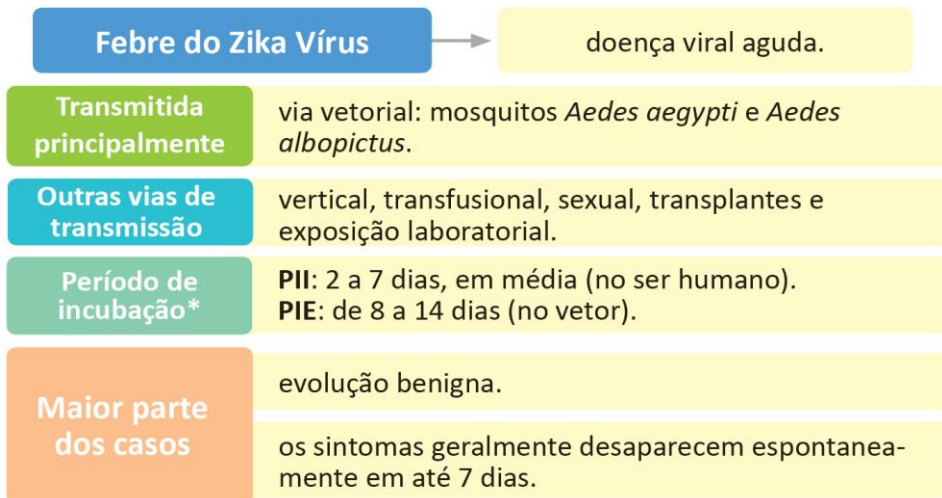 Febre do Zika Vírus
doença viral aguda.
Transmitida
principalmente
via vetorial: mosquitos Aedes aegypti e Aedes
albopictus.
Outras vias de
transmissão
vertical, transfusional, sexual, transplantes e
exposição laboratorial.
Período de
incubação*
PII: 2 a 7 dias, em média (no ser humano).
PIE: de 8 a 14 dias (no vetor).
Maior parte
dos casos
evolução benigna.
os sintomas geralmente desaparecem espontanea-
mente em até 7 dias.